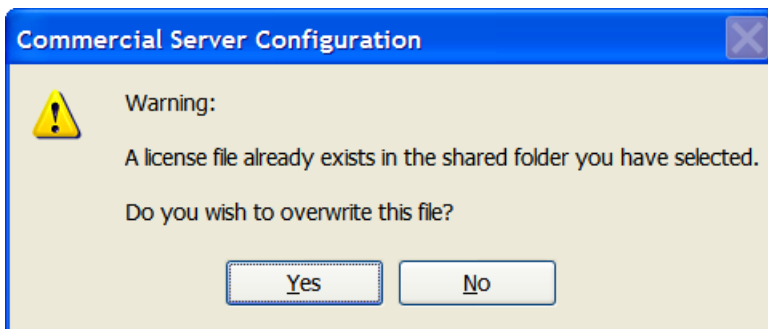 Commercial Server Configuration
Warning:
A license file already exists in the shared folder you have selected.
Do you wish to overwrite this file?
Yes No